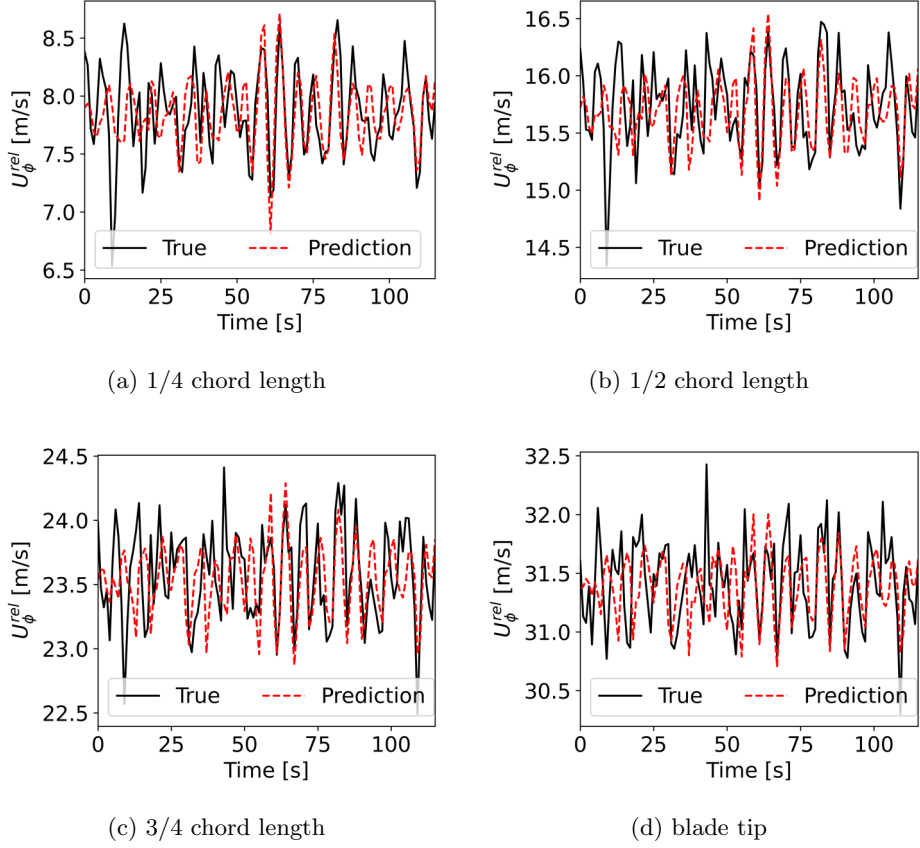 8.5
8.0
7.5
7.0
6.5
U_ϕ^{rel} [m/s]
True Prediction
0 25 50 75 100
Time [s]
(a) 1/4 chord length
16.5
16.0
15.5
15.0
14.5
U_ϕ^{rel} [m/s]
True Prediction
0 25 50 75 100
Time [s]
(b) 1/2 chord length
24.5
24.0
23.5
23.0
22.5
U_ϕ^{rel} [m/s]
True Prediction
0 25 50 75 100
Time [s]
(c) 3/4 chord length
32.5
32.0
31.5
31.0
30.5
U_ϕ^{rel} [m/s]
True Prediction
0 25 50 75 100
Time [s]
(d) blade tip